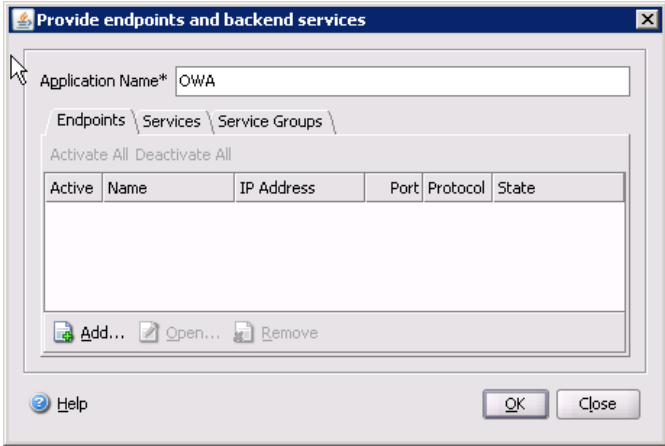 Provide endpoints and backend services
Application Name* OWA
Endpoints Services Service Groups
Activate All Deactivate All
Active Name IP Address Port Protocol State
Add... Open... Remove
Help OK Close